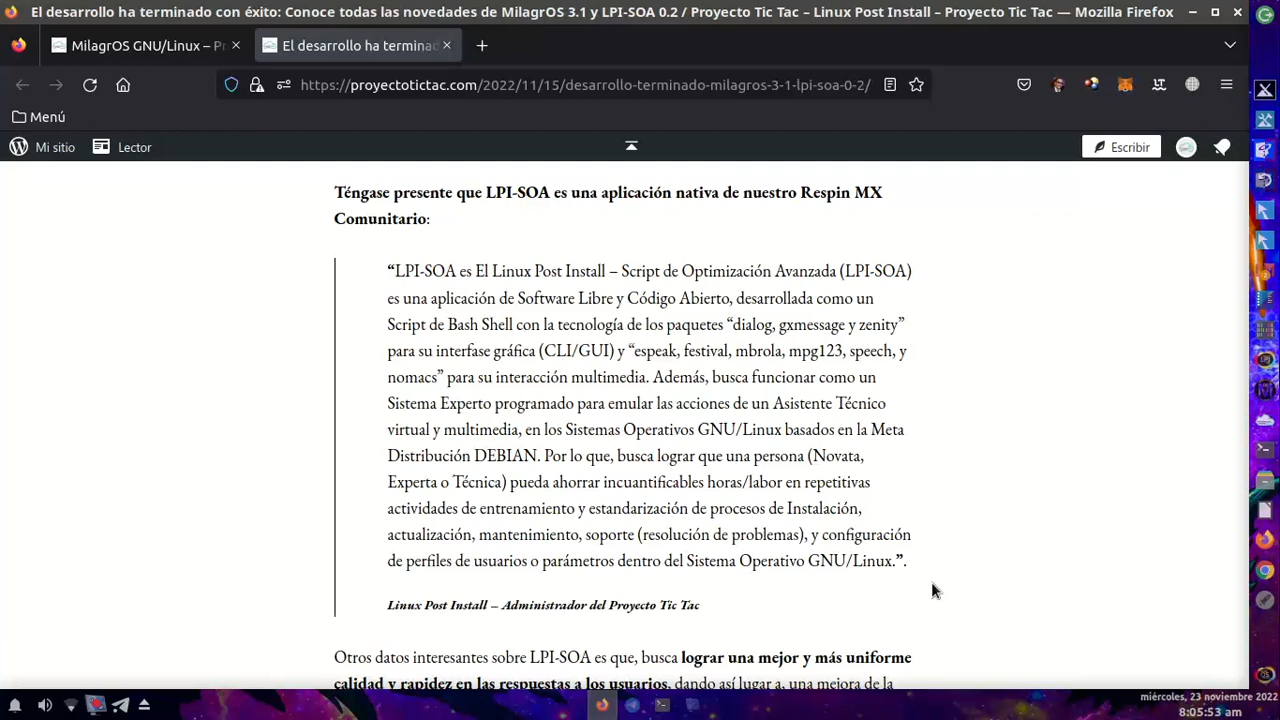 El desarrollo ha terminado con éxito: Conoce todas las novedades de MilagrOS 3.1 y LPI-SOA 0.2 / Proyecto Tic Tac – Linux Post Install – Proyecto Tic Tac — Mozilla Firefox
MilagrOS GNU/Linux – Pr
El desarrollo ha terminad
https://proyectotictac.com/2022/11/15/desarrollo-terminado-milagros-3-1-lpi-soa-0-2/
Menú
Mi sitio
Lector
Escribir
Téngase presente que LPI-SOA es una aplicación nativa de nuestro Respin MX
Comunitario:
“LPI-SOA es El Linux Post Install – Script de Optimización Avanzada (LPI-SOA)
es una aplicación de Software Libre y Código Abierto, desarrollada como un
Script de Bash Shell con la tecnología de los paquetes “dialog, gxmessage y zenity”
para su interfase gráfica (CLI/GUI) y “espeak, festival, mbrola, mpg123, speech, y
nomacs” para su interacción multimedia. Además, busca funcionar como un
Sistema Experto programado para emular las acciones de un Asistente Técnico
virtual y multimedia, en los Sistemas Operativos GNU/Linux basados en la Meta
Distribución DEBIAN. Por lo que, busca lograr que una persona (Novata,
Experta o Técnica) pueda ahorrar incuantificables horas/labor en repetitivas
actividades de entrenamiento y estandarización de procesos de Instalación,
actualización, mantenimiento, soporte (resolución de problemas), y configuración
de perfiles de usuarios o parámetros dentro del Sistema Operativo GNU/Linux.”.
Linux Post Install – Administrador del Proyecto Tic Tac
Otros datos interesantes sobre LPI-SOA es que, busca lograr una mejor y más uniforme
calidad y rapidez en las respuestas a los usuarios, dando así lugar a, una mejora de la
miércoles, 23 noviembre 2022
8:05:53 am